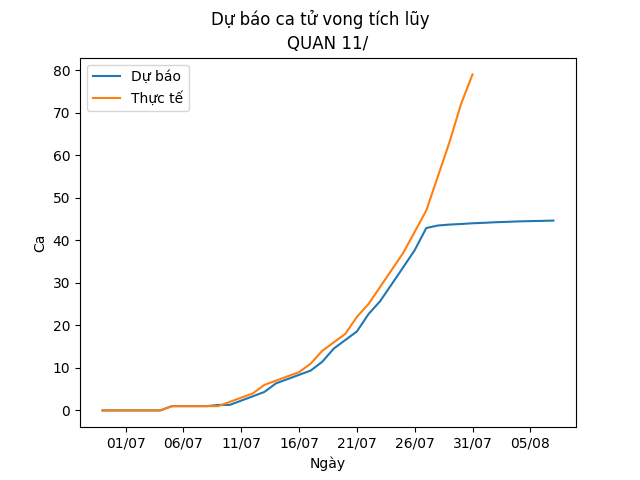 Dự báo ca tử vong tích lũy
QUAN 11/
Dự báo
Thực tế
80
70
60
50
40
30
20
10
0
Ca
01/07 06/07 11/07 16/07 21/07 26/07 31/07 05/08
Ngày